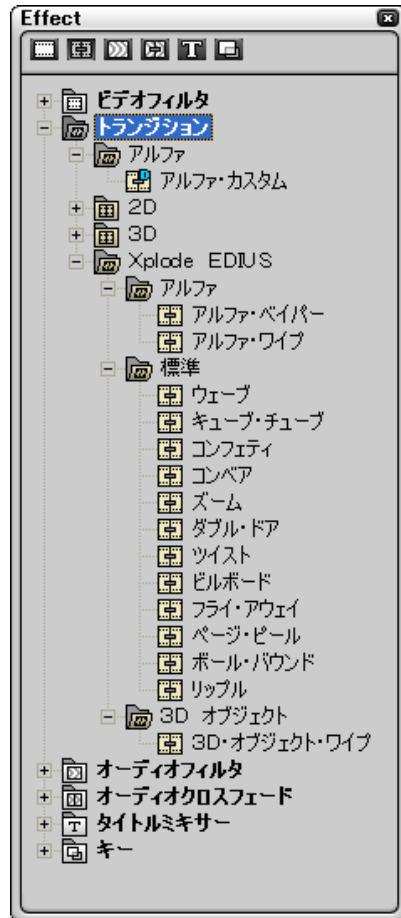 Effect
ビデオフィルタ
トランジション
アルファ
アルファ・カスタム
2D
3D
Xplode EDIUS
アルファ
アルファ・ベイパー
アルファ・ワイプ
標準
ウェーブ
キューブ・チューブ
コンフェティ
コンベア
ズーム
ダブル・ドア
ツイスト
ビルボード
フライ・アウェイ
ページ・ピール
ボール・バウンド
リップル
3D オブジェクト
3D・オブジェクト・ワイプ
オーディオフィルタ
オーディオクロスフェード
タイトルミキサー
キー